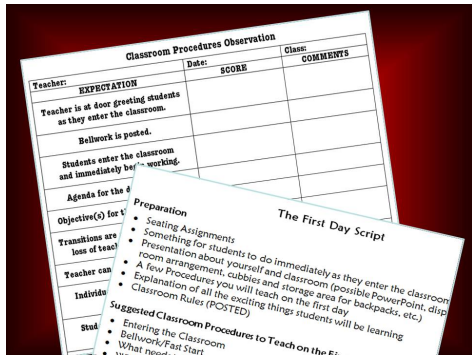 Classroom Procedures Observation
Teacher:
Date:
Class:
EXPECTATION
SCORE
COMMENTS
Teacher is at door greeting students
as they enter the classroom.
Bellwork is posted.
Students enter the classroom
and immediately begin working.
Agenda for the d
Objective(s) for t
Transitions are
loss of teac
Teacher can
Individu
Stud
The First Day Script
Preparation
• Seating Assignments
• Something for students to do immediately as they enter the classroom
• Presentation about yourself and classroom (possible PowerPoint, disp
room arrangement, cubbies and storage area for backpacks, etc.)
• A few Procedures you will teach on the first day
• Explanation of all the exciting things students will be learning
• Classroom Rules (POSTED)
Suggested Classroom Procedures to Teach on the Fi
• Entering the Classroom
• Bellwork/Fast Start
• What need